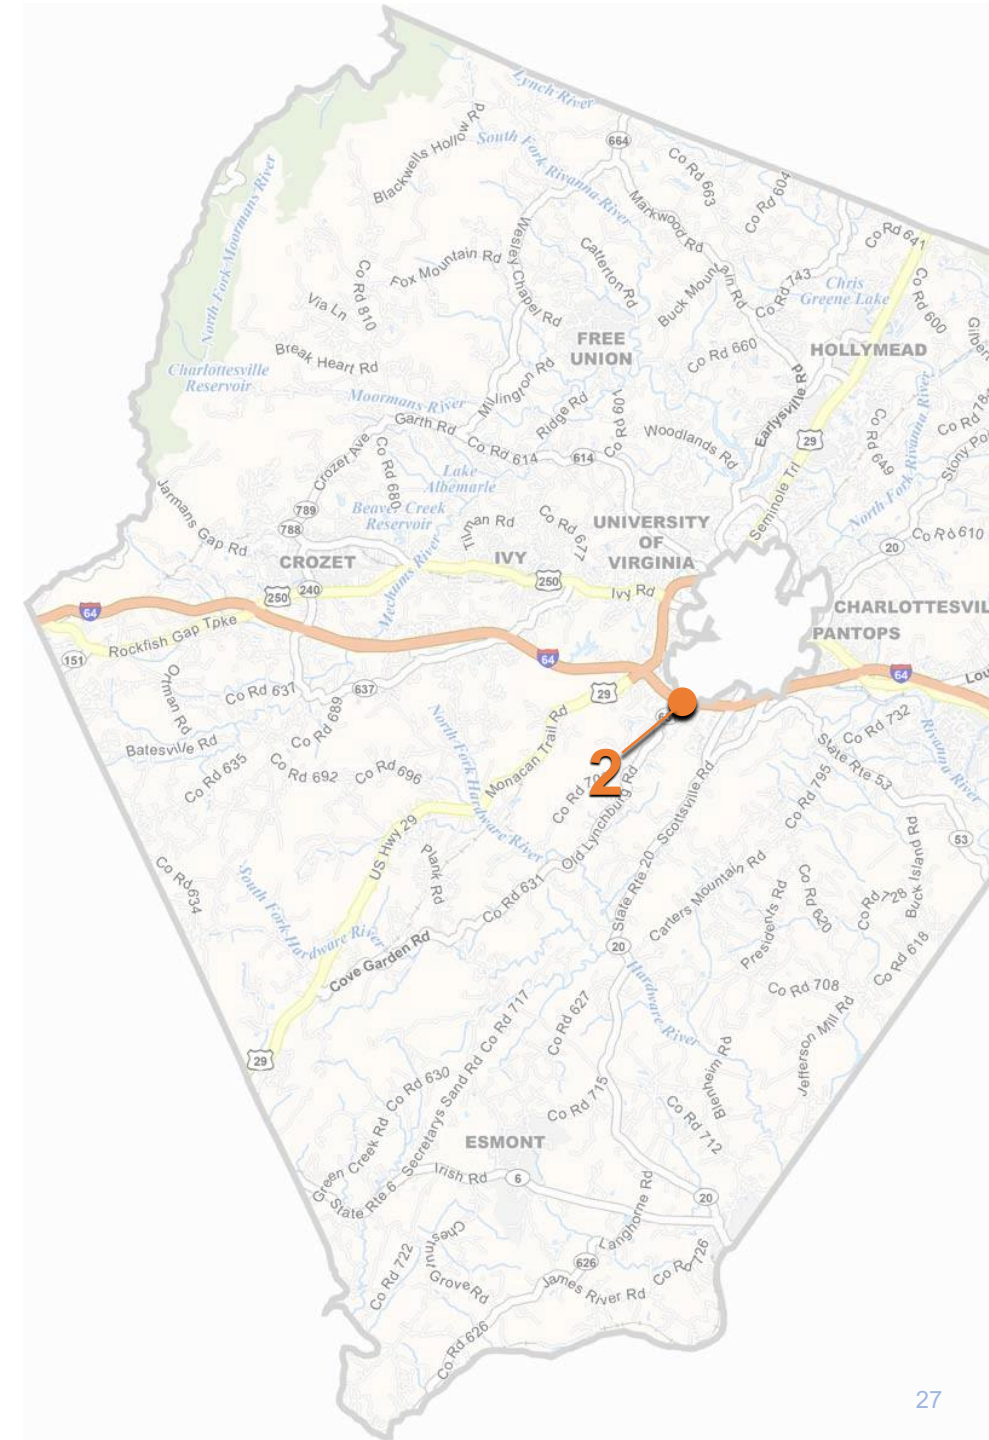 Lynch River
South Fork Rivanna River
Blackwells Hollow Rd
664
Co Rd 663
Co Rd 604
Markwood Rd
Co Rd 641
North Fork Moormans River
Wesley Chapel Rd
Fox Mountain Rd
Catterton Rd
Buck Mountain Rd
Co Rd 743
Chris
Greene Lake
Co Rd 600
Co Rd 810
Via Ln
FREE
UNION
Co Rd 660
HOLLYMEAD
Break Heart Rd
Charlottesville
Reservoir
Millington Rd
Moormans River
Ridge Rd
Co Rd 601
Earlysville Rd
Garth Rd
Co Rd 614
614
Woodlands Rd
29
Co Rd 649
North Fork Rivanna River
Crozet Ave
Co Rd 680
Lake
Albemarle
Seminole Trl
Jarmans Gap Rd
789
788
Beaver Creek
Reservoir
Tilman Rd
Co Rd 677
UNIVERSITY
OF
VIRGINIA
20
Co Rd 610
CROZET
IVY
250
240
250
Ivy Rd
Mechums River
64
CHARLOTTESVIL
PANTOPS
Rockfish Gap Tpke
151
64
64
Lou
Ortman Rd
Co Rd 637
637
29
Co Rd 689
Batesville Rd
Co Rd 635
Co Rd 692
Co Rd 696
North Fork Hardware River
Monacan Trail Rd
2
Old Lynchburg Rd
Scottsville Rd
State Rte 53
Co Rd 732
Rivanna River
Co Rd 795
53
US Hwy 29
Plank Rd
Co Rd 631
State Rte 20
Carters Mountain Rd
Presidents Rd
Co Rd 620
Co Rd 728
Buck Island Rd
Co Rd 634
South Fork Hardware River
Cove Garden Rd
20
Hardware River
Co Rd 618
Co Rd 708
Jefferson Mill Rd
29
Co Rd 717
Co Rd 627
Blenheim Rd
Co Rd 630
Secretarys Sand Rd
Co Rd 715
Co Rd 712
Green Creek Rd
ESMONT
State Rte 6
Irish Rd
6
20
Langhorne Rd
Co Rd 722
Chestnut Grove Rd
626
James River Rd
Co Rd 726
Co Rd 626
27